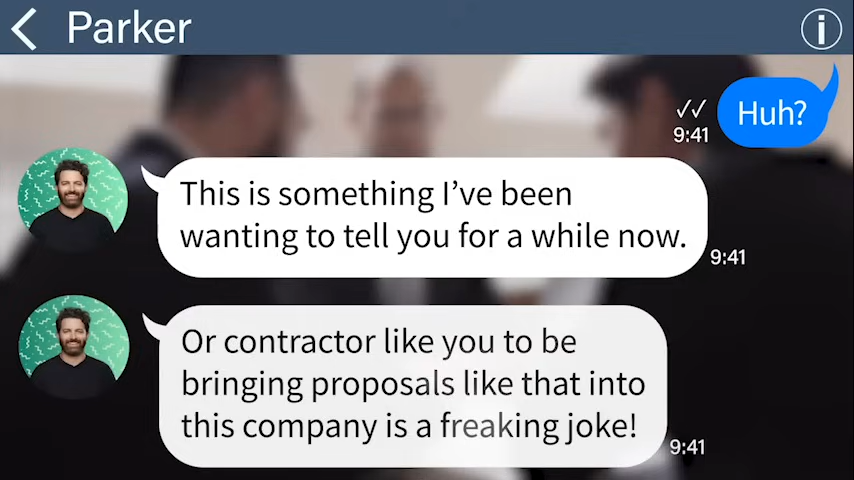 Parker
Huh?
9:41
This is something I’ve been
wanting to tell you for a while now.
9:41
Or contractor like you to be
bringing proposals like that into
this company is a freaking joke!
9:41